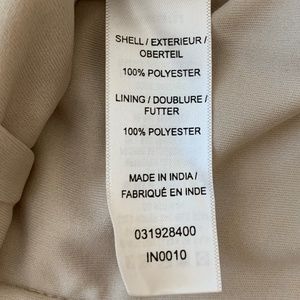 SHELL / EXTERIEUR /
OBERTEIL
100% POLYESTER
LINING / DOUBLURE /
FUTTER
100% POLYESTER
MADE IN INDIA /
FABRIQUÉ EN INDE
031928400
IN0010